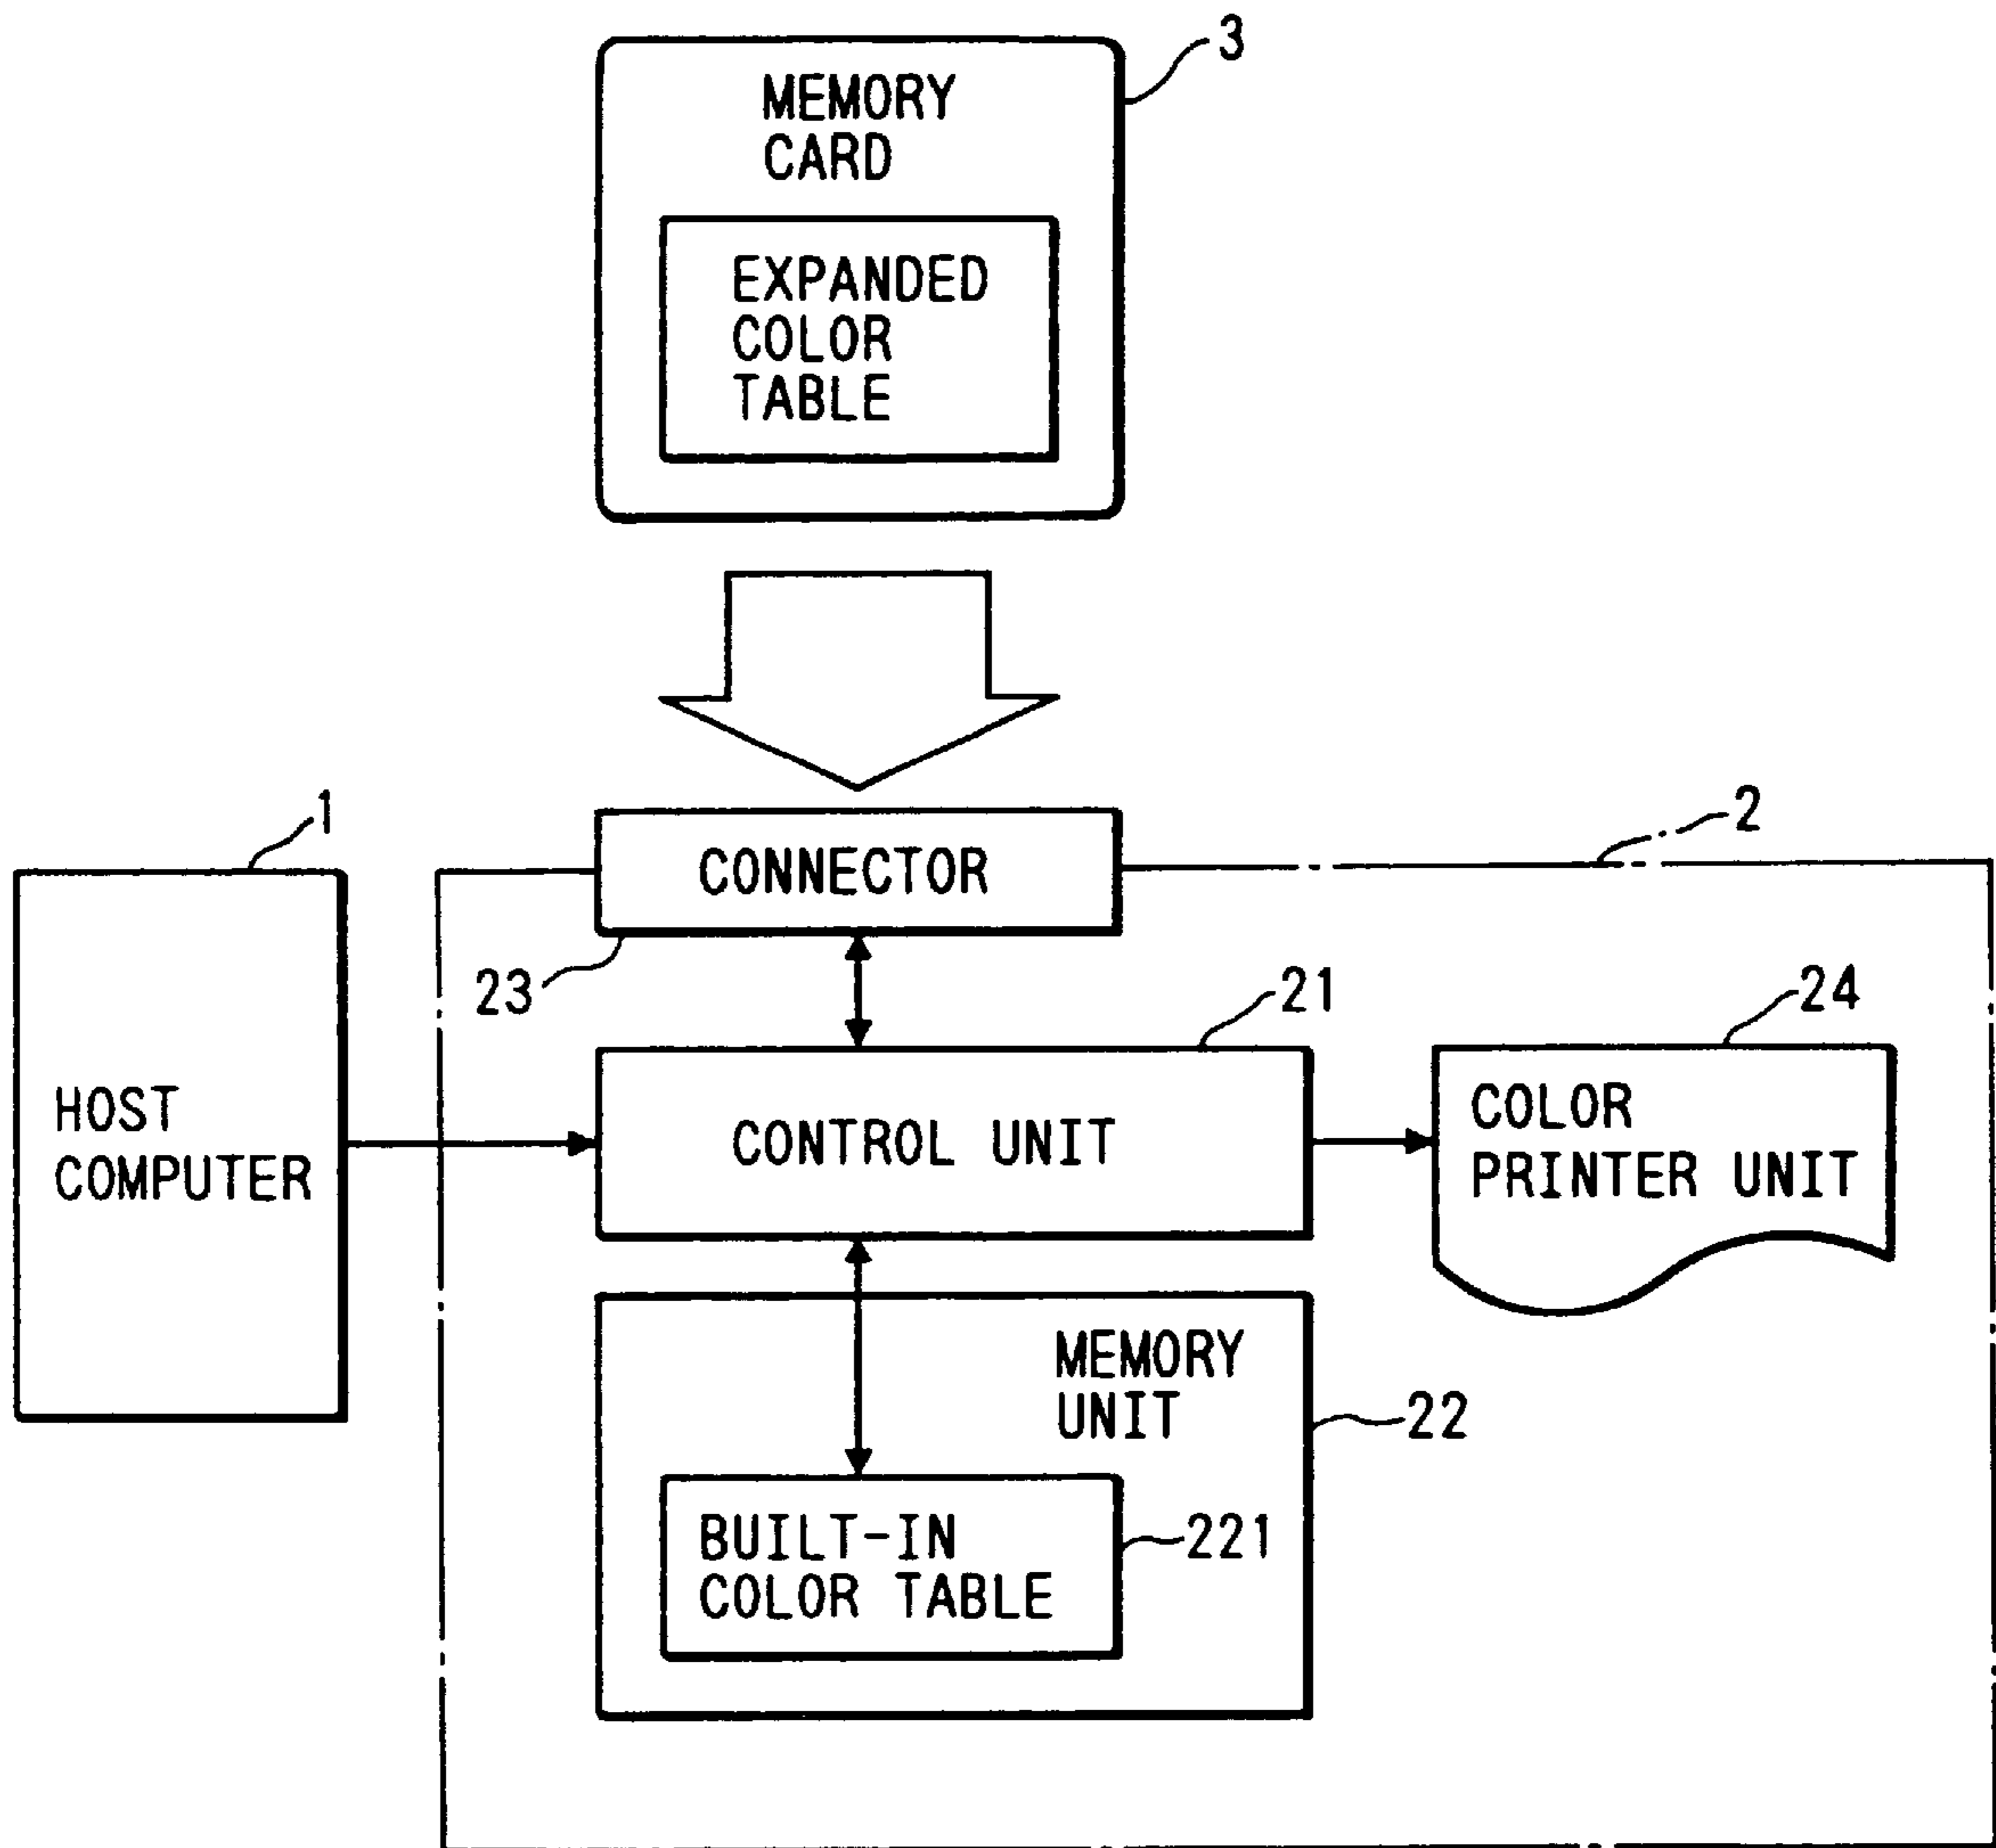 3
MEMORY
CARD
EXPANDED
COLOR
TABLE
1
2
CONNECTOR
23
21
24
HOST
COMPUTER
CONTROL UNIT
COLOR
PRINTER UNIT
MEMORY
UNIT
22
BUILT-IN
COLOR TABLE
221